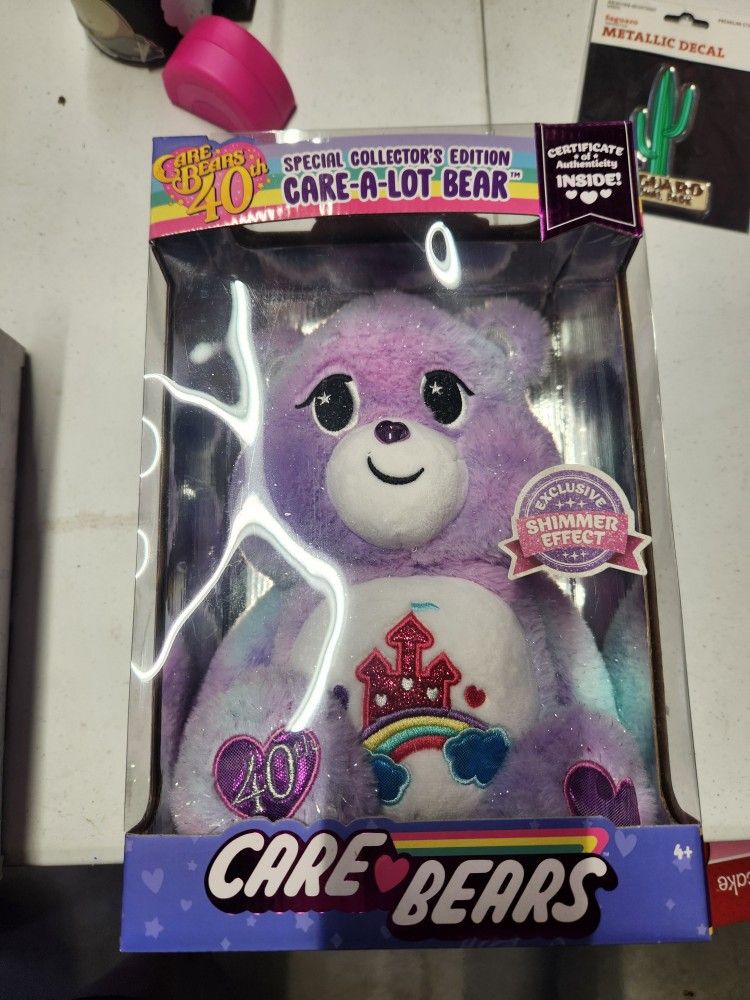 saguaro
METALLIC DECAL
CARE
BEARS
40th
SPECIAL COLLECTOR'S EDITION
CARE-A-LOT BEAR™
CERTIFICATE
of
Authenticity
INSIDE!
EXCLUSIVE
SHIMMER
EFFECT
40th
CARE BEARS
4+